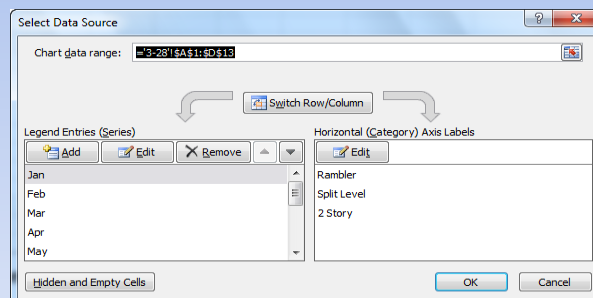 Select Data Source
Chart data range: ='3-28'!$A$1:$D$13
Switch Row/Column
Legend Entries (Series)
Horizontal (Category) Axis Labels
Add Edit Remove
Edit
Jan
Feb
Mar
Apr
May
Rambler
Split Level
2 Story
Hidden and Empty Cells
OK Cancel